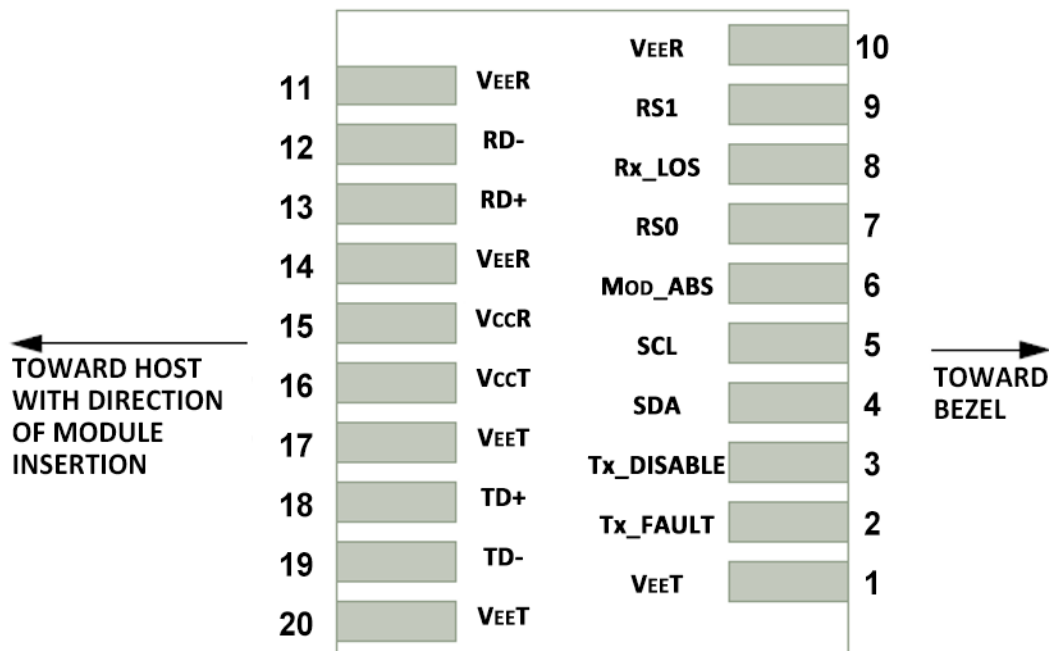 VEER 10
11 VEER
RS1 9
12 RD-
Rx_LOS 8
13 RD+
RS0 7
14 VEER
MOD_ABS 6
15 VCCR
SCL 5
16 VCCT
SDA 4
17 VEET
Tx_DISABLE 3
18 TD+
Tx_FAULT 2
19 TD-
VEET 1
20 VEET
TOWARD HOST
WITH DIRECTION
OF MODULE
INSERTION
TOWARD
BEZEL